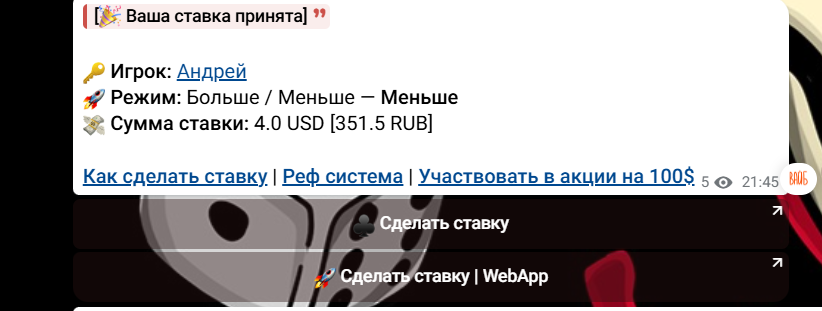 [🎉 Ваша ставка принята]
🔑 Игрок: Андрей
🚀 Режим: Больше / Меньше — Меньше
💸 Сумма ставки: 4.0 USD [351.5 RUB]
Как сделать ставку | Реф система | Участвовать в акции на 100$
5 21:45
♣️ Сделать ставку
🚀 Сделать ставку | WebApp